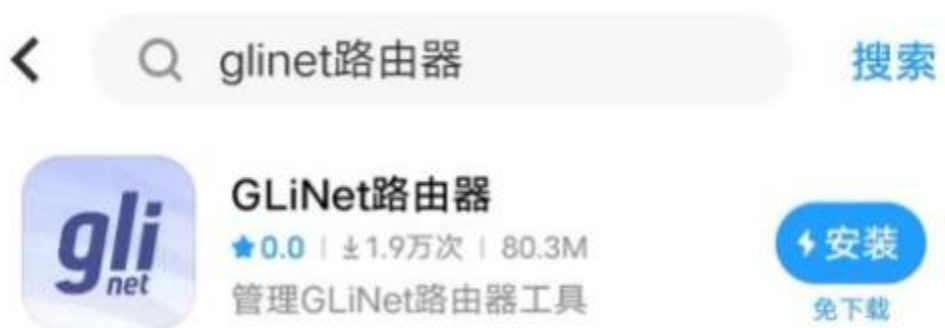 glinet路由器
搜索
gli
net
GLiNet路由器
0.0 | 1.9万次 | 80.3M
安装
管理GLiNet路由器工具
免下载